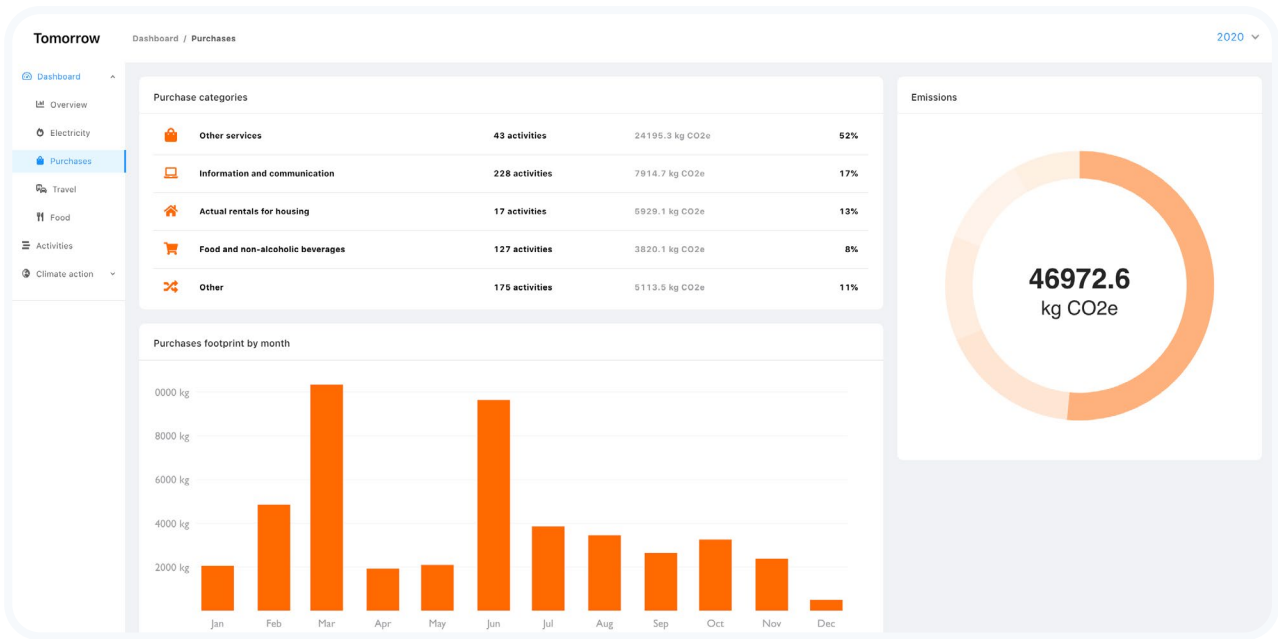 Tomorrow
Dashboard / Purchases
2020
Dashboard
Overview
Electricity
Purchases
Travel
Food
Activities
Climate action
Purchase categories
Other services 43 activities 24195.3 kg CO2e 52%
Information and communication 228 activities 7914.7 kg CO2e 17%
Actual rentals for housing 17 activities 5929.1 kg CO2e 13%
Food and non-alcoholic beverages 127 activities 3820.1 kg CO2e 8%
Other 175 activities 5113.5 kg CO2e 11%
Emissions
46972.6
kg CO2e
Purchases footprint by month
0000 kg
8000 kg
6000 kg
4000 kg
2000 kg
Jan Feb Mar Apr May Jun Jul Aug Sep Oct Nov Dec